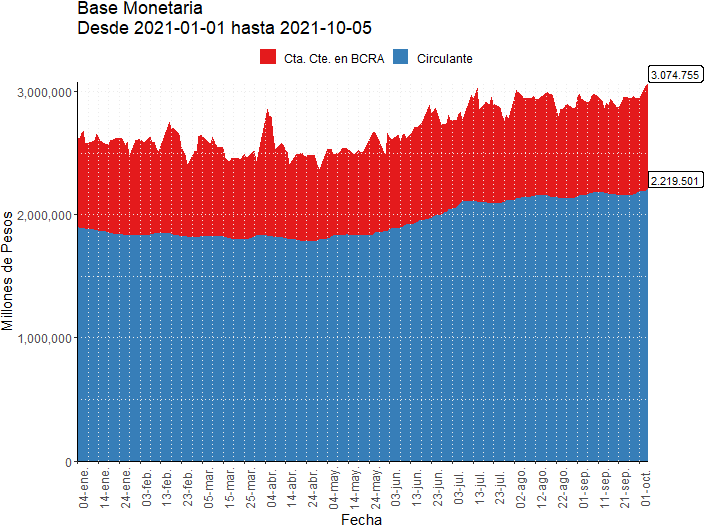 Base Monetaria
Desde 2021-01-01 hasta 2021-10-05
Cta. Cte. en BCRA
Circulante
3.074.755
2.219.501
3,000,000
2,000,000
1,000,000
0
Millones de Pesos
04-ene.
14-ene.
24-ene.
03-feb.
13-feb.
23-feb.
05-mar.
15-mar.
25-mar.
04-abr.
14-abr.
24-abr.
04-may.
14-may.
24-may.
03-jun.
13-jun.
23-jun.
03-jul.
13-jul.
23-jul.
02-ago.
12-ago.
22-ago.
01-sep.
11-sep.
21-sep.
01-oct.
Fecha